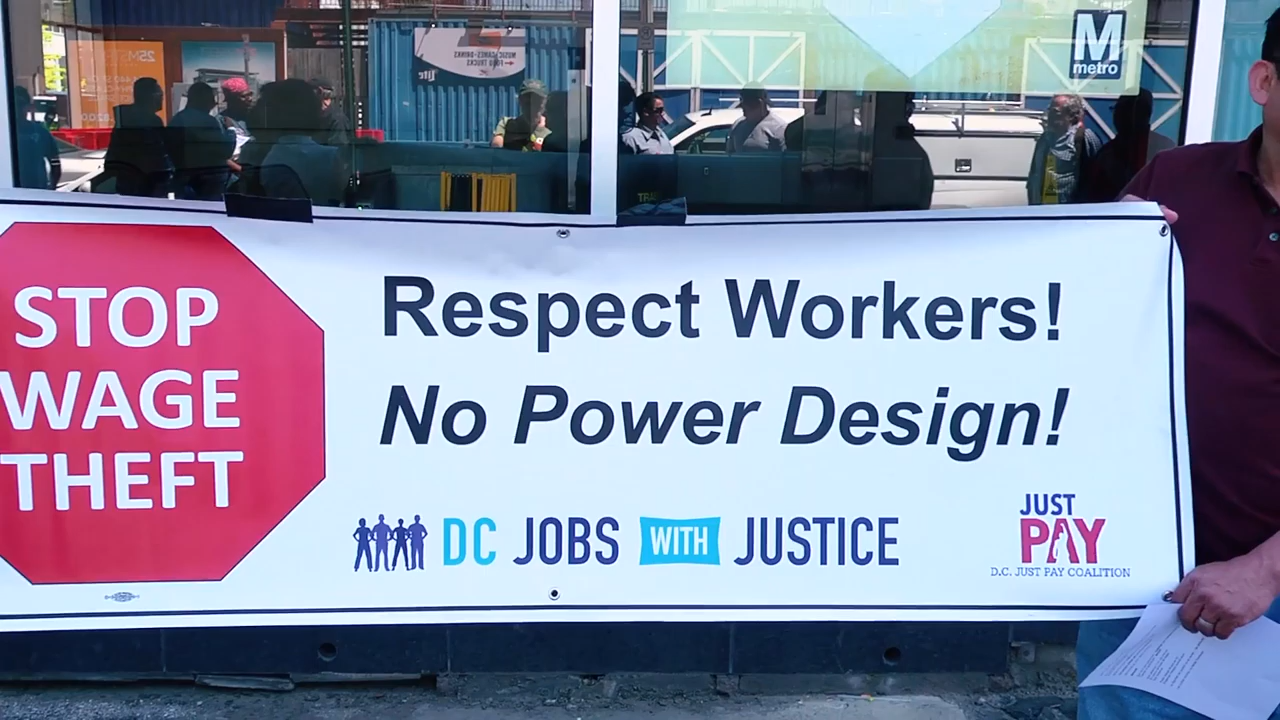 M
metro
STOP
WAGE
THEFT
Respect Workers!
No Power Design!
DC JOBS WITH JUSTICE
JUST
PAY
D.C. JUST PAY COALITION